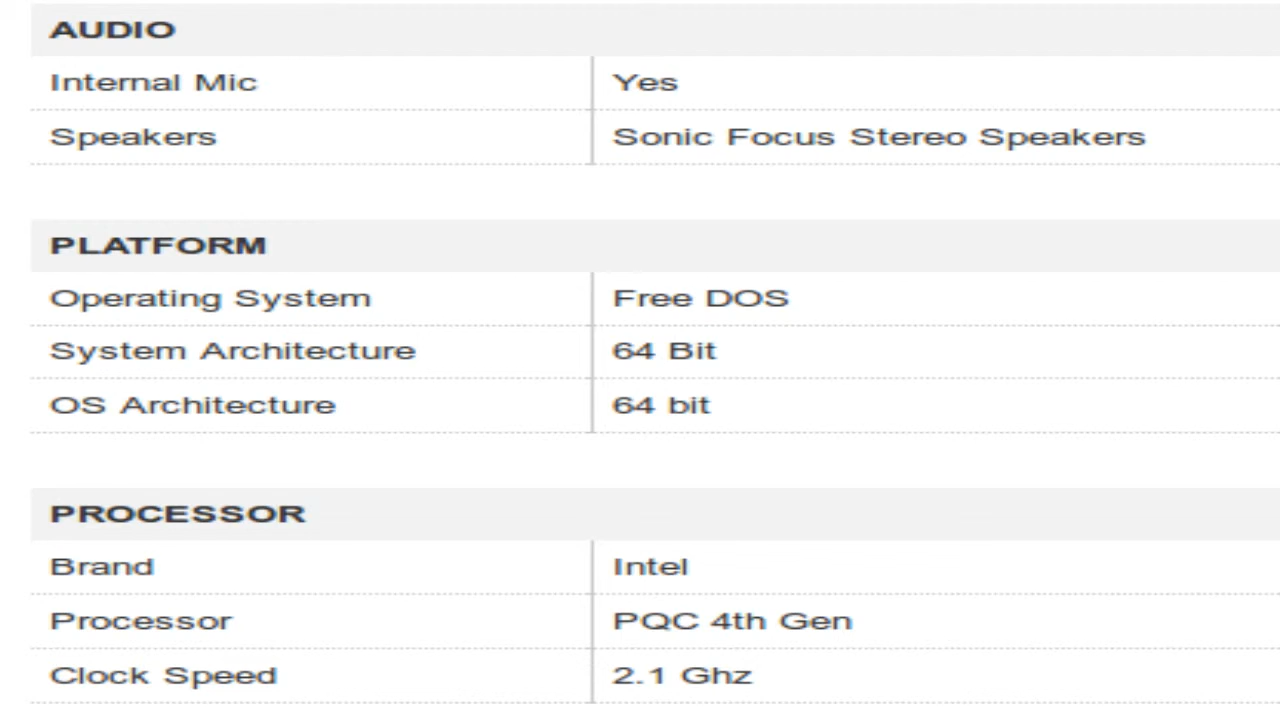 AUDIO
Internal Mic Yes
Speakers Sonic Focus Stereo Speakers
PLATFORM
Operating System Free DOS
System Architecture 64 Bit
OS Architecture 64 bit
PROCESSOR
Brand Intel
Processor PQC 4th Gen
Clock Speed 2.1 Ghz